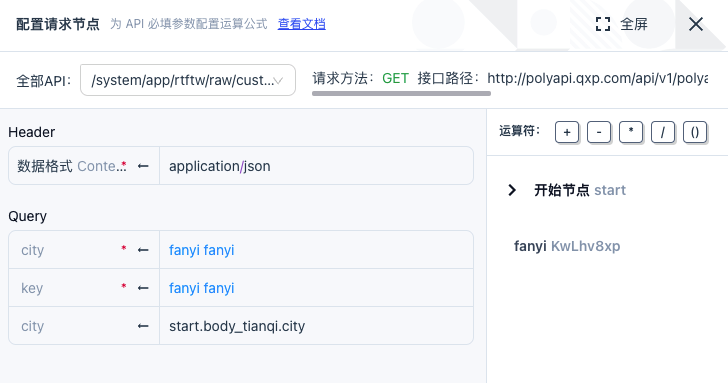 配置请求节点 为 API 必填参数配置运算公式 查看文档 全屏
全部API： /system/app/rtftw/raw/cust... 请求方法：GET 接口路径：http://polyapi.qxp.com/api/v1/polya
Header
数据格式 Conte... * ← application/json
Query
city * ← fanyi fanyi
key * ← fanyi fanyi
city ← start.body_tianqi.city
运算符： + - * / ()
开始节点 start
fanyi KwLhv8xp